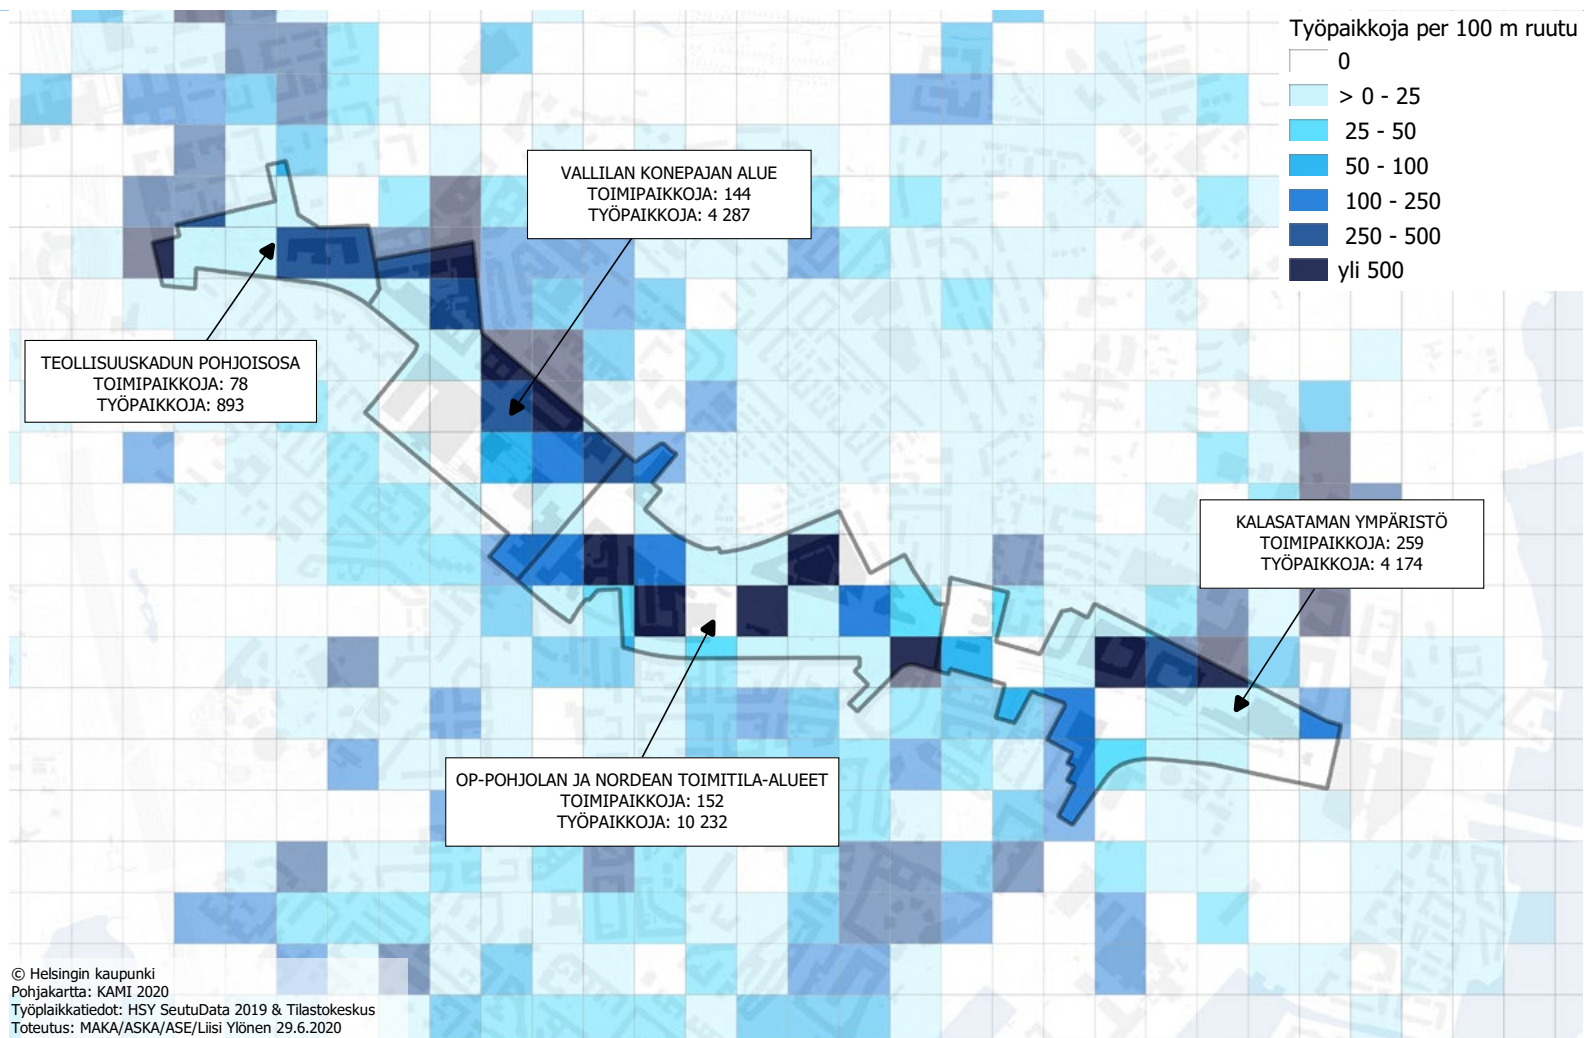 Työpaikkoja per 100 m ruutu
0
> 0 - 25
25 - 50
50 - 100
100 - 250
250 - 500
yli 500
VALLILAN KONEPAJAN ALUE
TOIMIPAIKKOJA: 144
TYÖPAIKKOJA: 4 287
TEOLLISUUSKADUN POHJOISOSA
TOIMIPAIKKOJA: 78
TYÖPAIKKOJA: 893
KALASATAMAN YMPÄRISTÖ
TOIMIPAIKKOJA: 259
TYÖPAIKKOJA: 4 174
OP-POHJOLAN JA NORDEAN TOIMITILA-ALUEET
TOIMIPAIKKOJA: 152
TYÖPAIKKOJA: 10 232
© Helsingin kaupunki
Pohjakartta: KAMI 2020
Työplaikkatiedot: HSY SeutuData 2019 & Tilastokeskus
Toteutus: MAKA/ASKA/ASE/Liisi Ylönen 29.6.2020